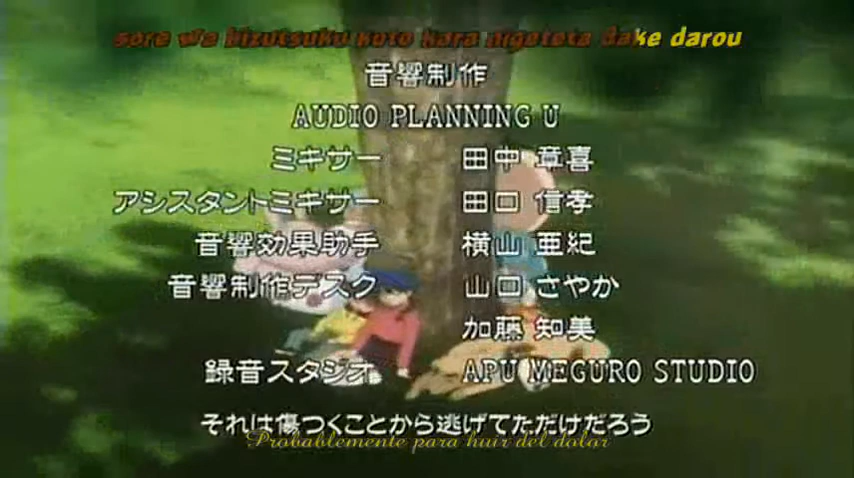 sore wa kizutsuku koto kara nigeteta dake darou
音響制作
AUDIO PLANNING U
ミキサー 田中 章喜
アシスタントミキサー 田口 信孝
音響効果助手 横山 亜紀
音響制作デスク 山口 さやか
加藤 知美
録音スタジオ APU MEGURO STUDIO
それは傷つくことから逃げてただけだろう
Probablemente para huir del dolor